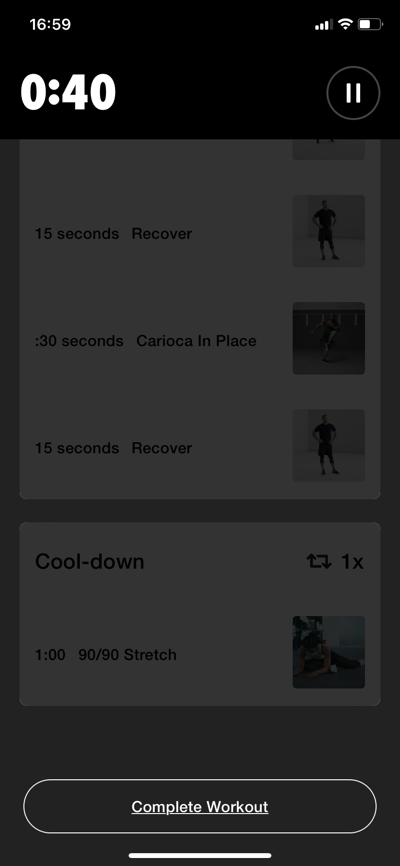 16:59
0:40
15 seconds Recover
:30 seconds Carioca In Place
15 seconds Recover
Cool-down 1x
1:00 90/90 Stretch
Complete Workout